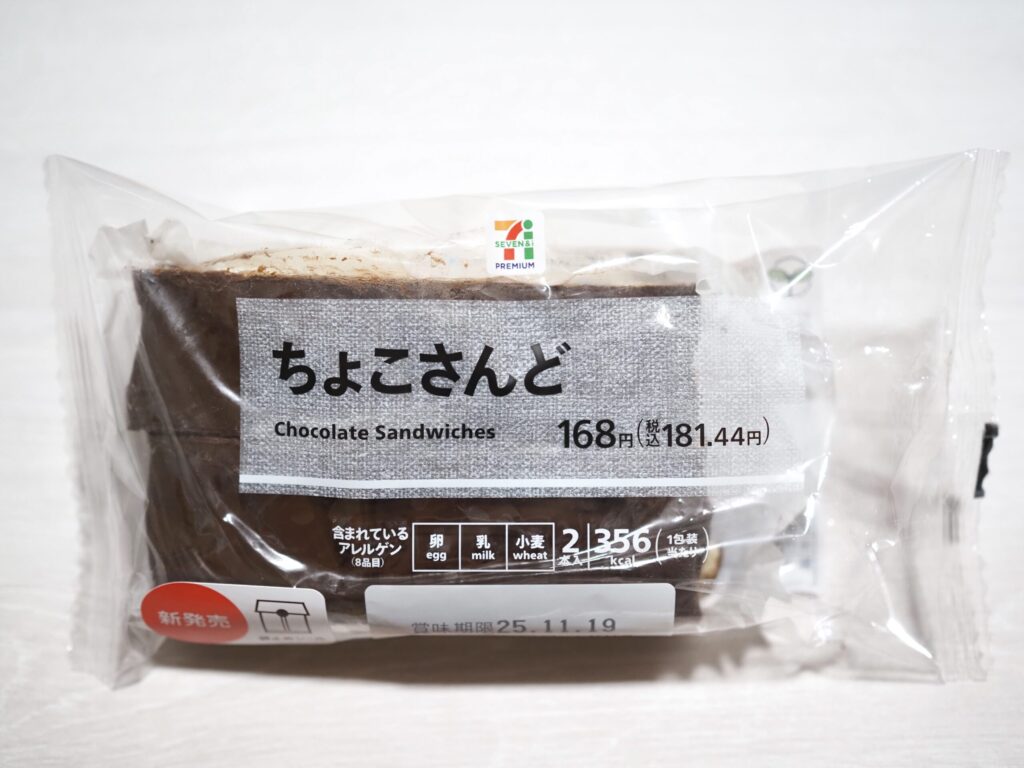 SEVEN&i
PREMIUM
ちょこさんど
Chocolate Sandwiches
168円(税込181.44円)
含まれている
アレルゲン
(8品目)
卵
egg
乳
milk
小麦
wheat
2
本入
356
kcal
1包装
当たり
新発売
賞味期限25.11.19